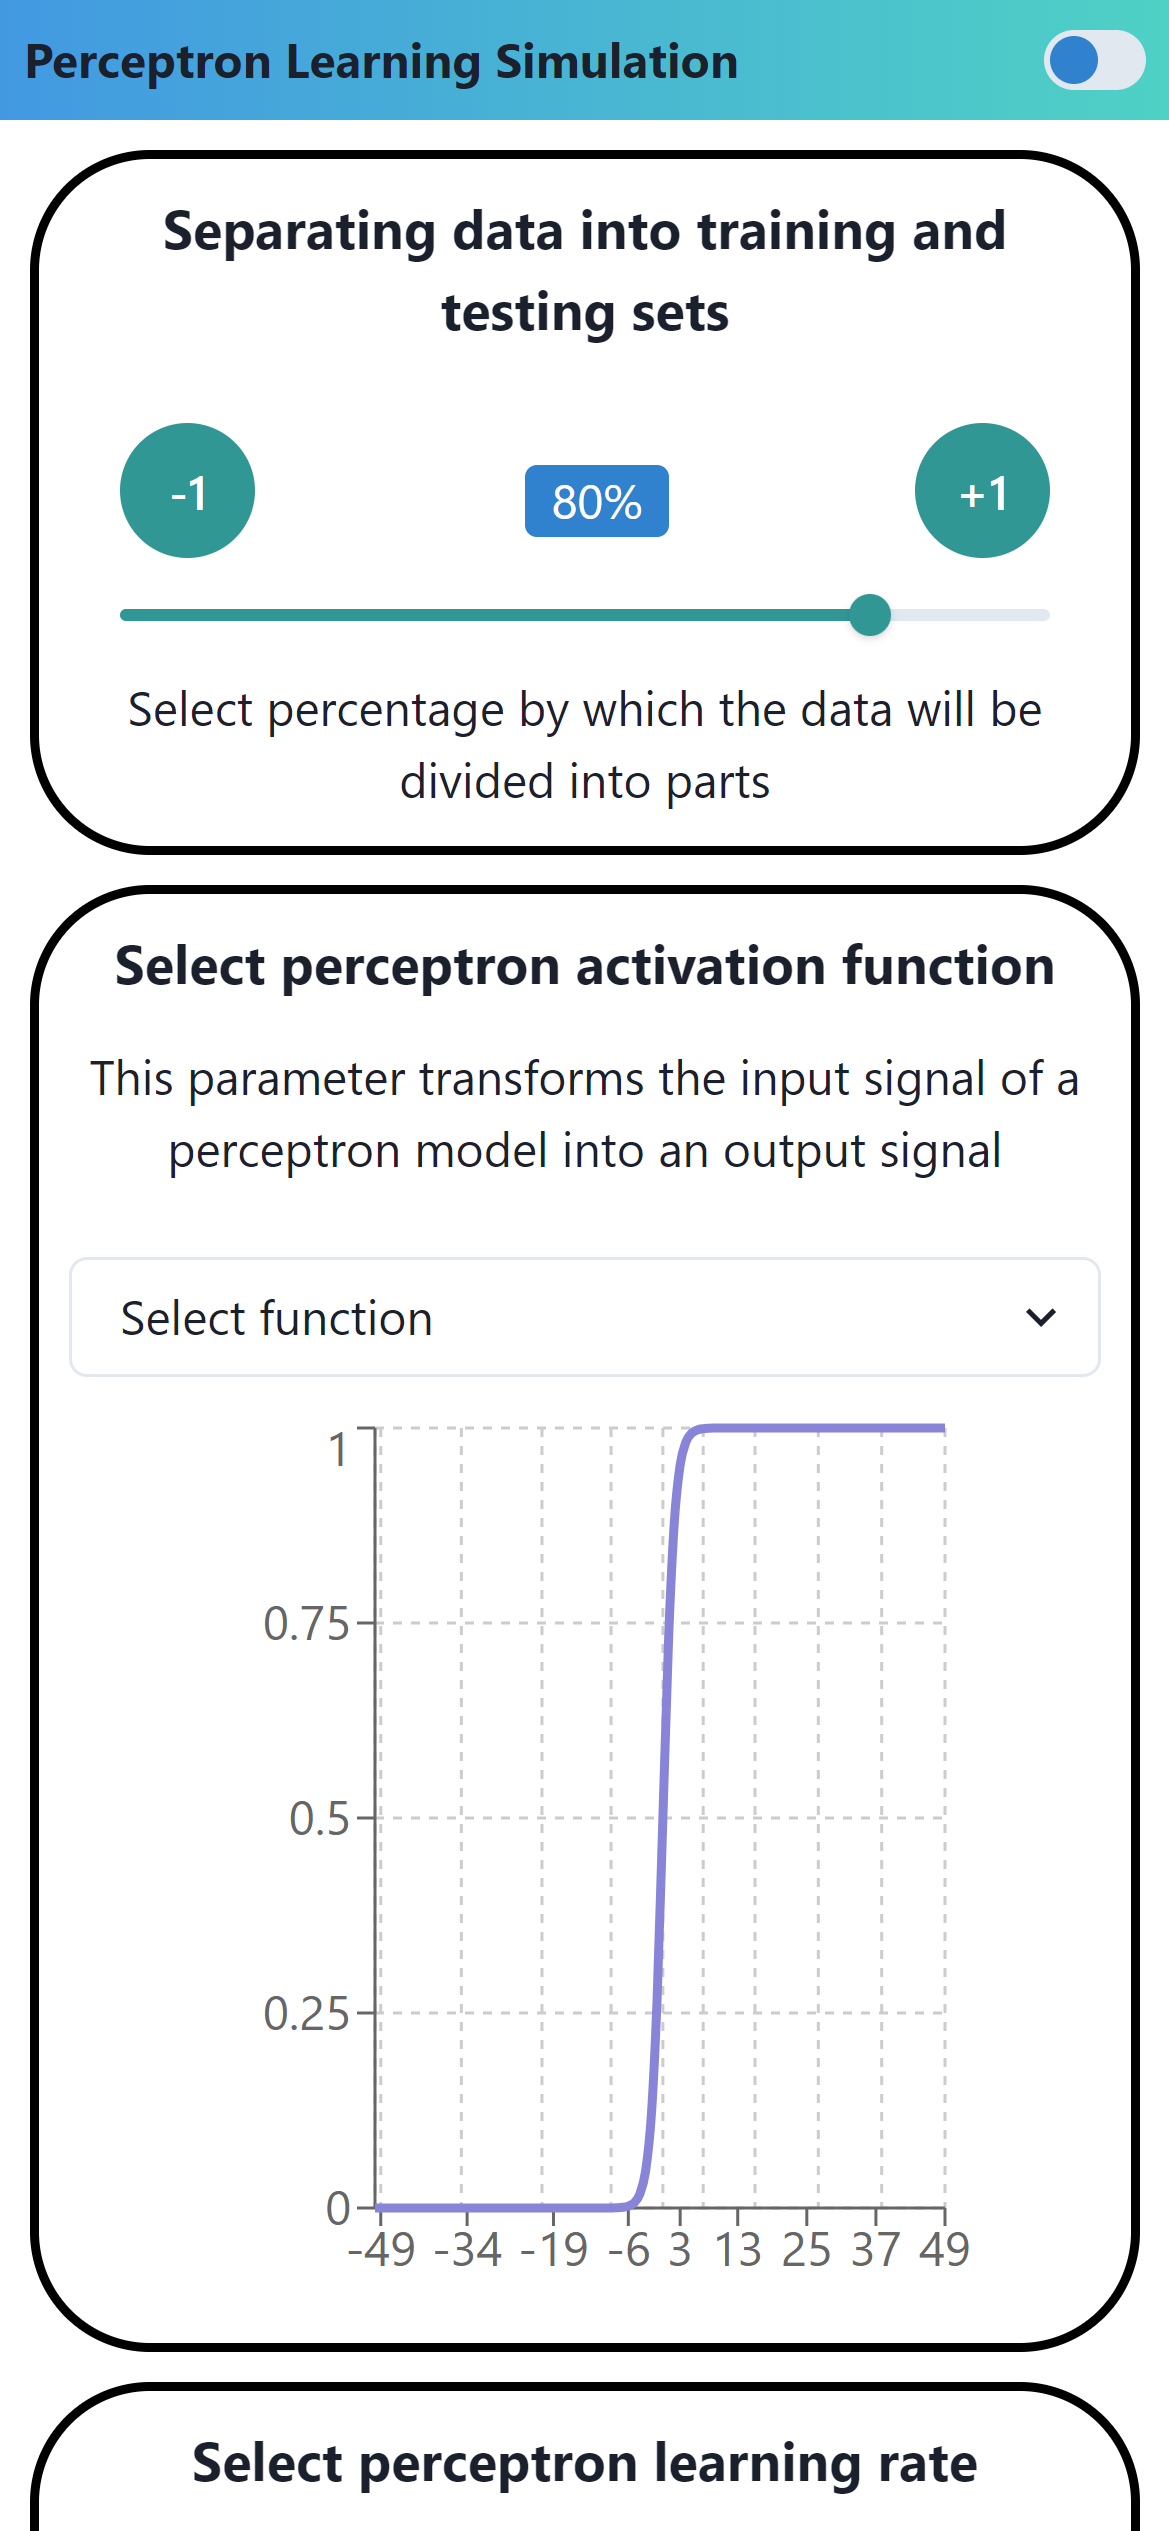 Perceptron Learning Simulation
Separating data into training and
testing sets
-1
80%
+1
Select percentage by which the data will be
divided into parts
Select perceptron activation function
This parameter transforms the input signal of a
perceptron model into an output signal
Select function
1
0.75
0.5
0.25
0
-49 -34 -19 -6 3 13 25 37 49
Select perceptron learning rate